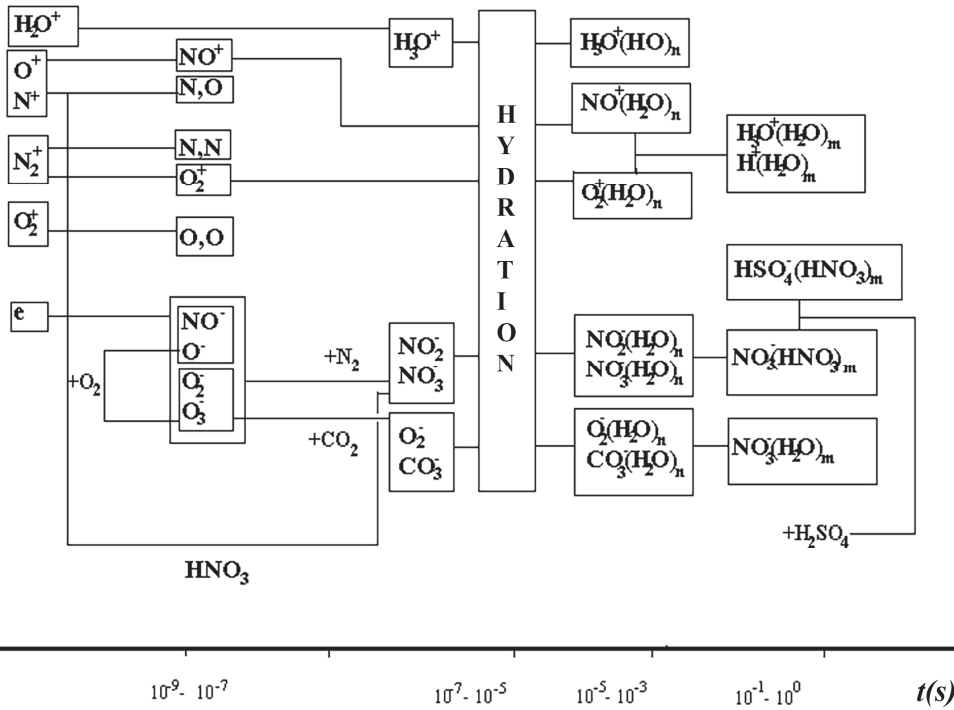 H₂O⁺
O⁺
N⁺
N₂⁺
O₂⁺
e
NO⁺
N,O
N,N
O₂⁺
O,O
NO⁻
O⁻
O₂⁻
O₃⁻
+O₂
+N₂
+CO₂
HNO₃
H₃O⁺
NO₂⁻
NO₃⁻
O₂⁻
CO₃⁻
HYDRATION
H₃O⁺(HO)ₙ
NO⁺(H₂O)ₙ
O₂⁺(H₂O)ₙ
NO₂⁻(H₂O)ₙ
NO₃⁻(H₂O)ₙ
O₂⁻(H₂O)ₙ
CO₃⁻(H₂O)ₙ
H₃O⁺(H₂O)ₘ
H⁺(H₂O)ₘ
HSO₄⁻(HNO₃)ₘ
NO₃⁻(HNO₃)ₘ
NO₃⁻(H₂O)ₘ
+H₂SO₄
10⁻⁹- 10⁻⁷
10⁻⁷- 10⁻⁵
10⁻⁵- 10⁻³
10⁻¹- 10⁰
t(s)